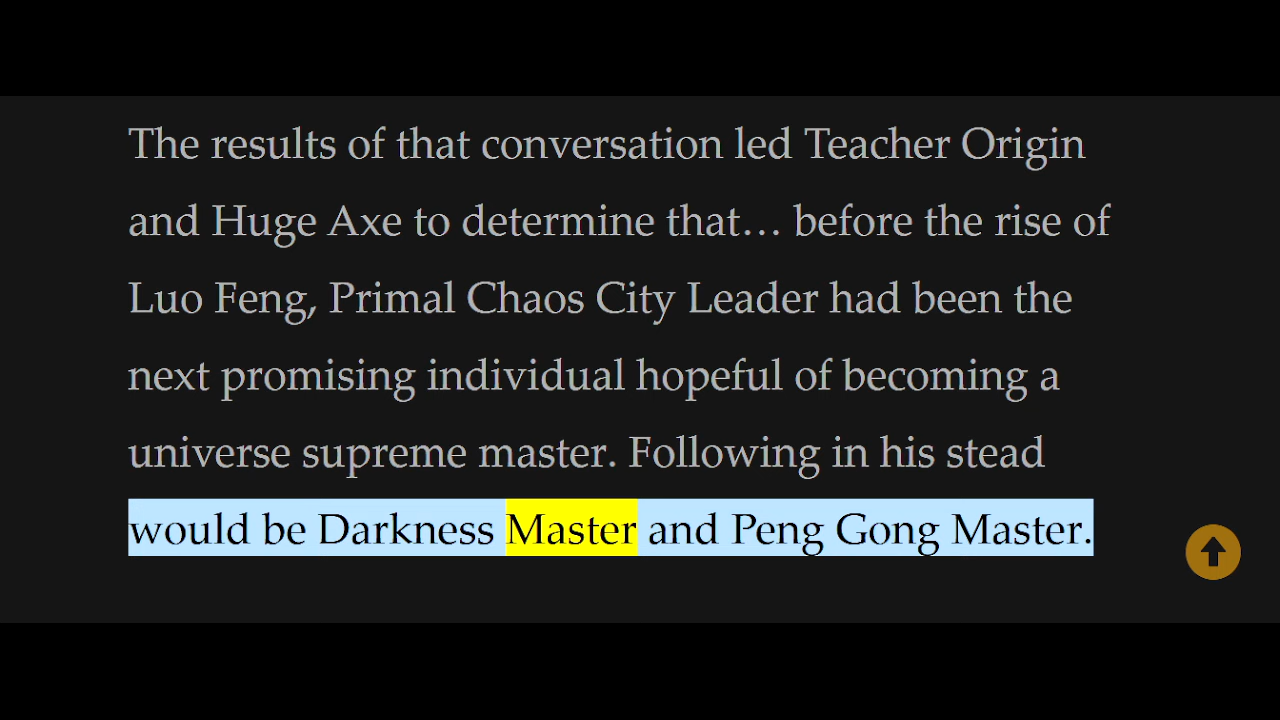 The results of that conversation led Teacher Origin
and Huge Axe to determine that… before the rise of
Luo Feng, Primal Chaos City Leader had been the
next promising individual hopeful of becoming a
universe supreme master. Following in his stead
would be Darkness Master and Peng Gong Master.